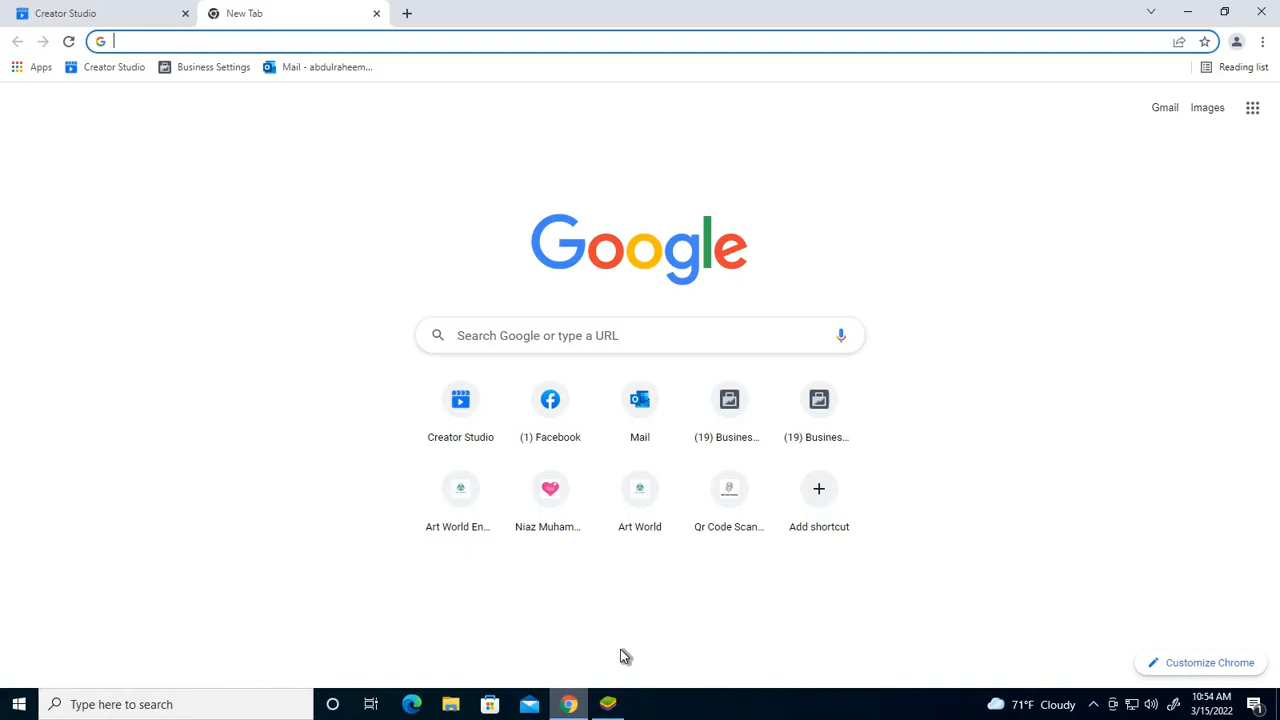 Creator Studio
New Tab
Apps
Creator Studio
Business Settings
Mail - abdulraheem...
Reading list
Gmail
Images
Google
Search Google or type a URL
Creator Studio
(1) Facebook
Mail
(19) Busines...
(19) Busines...
Art World En...
Niaz Muham...
Art World
Qr Code Scan...
Add shortcut
Customize Chrome
Type here to search
71°F Cloudy
10:54 AM
3/15/2022